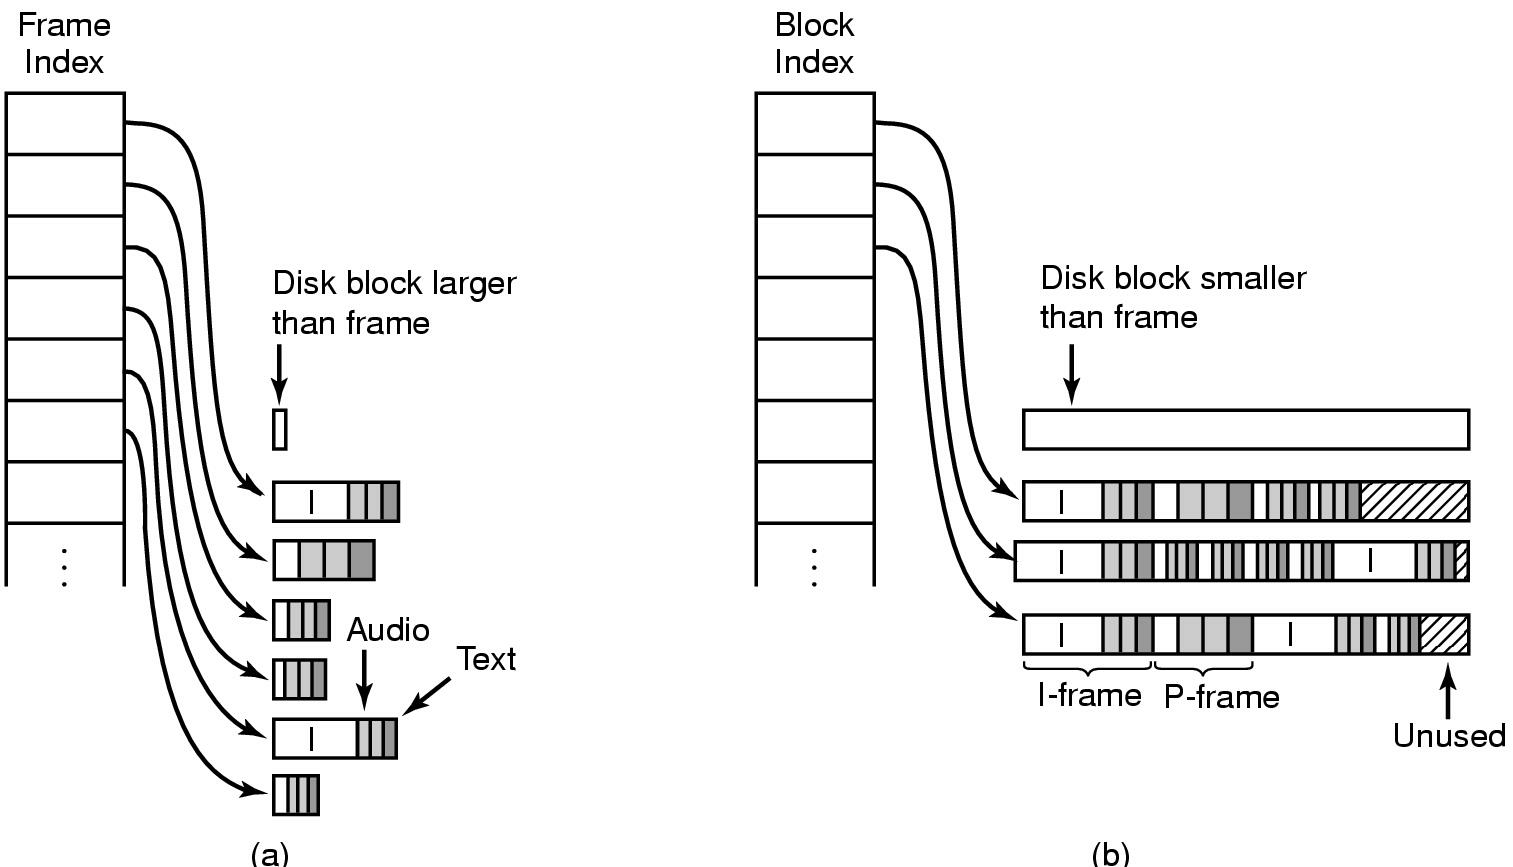 Frame
Index
Disk block larger
than frame
I
Audio
Text
I
(a)
Block
Index
Disk block smaller
than frame
I
I
I
I
I
I-frame
P-frame
Unused
(b)